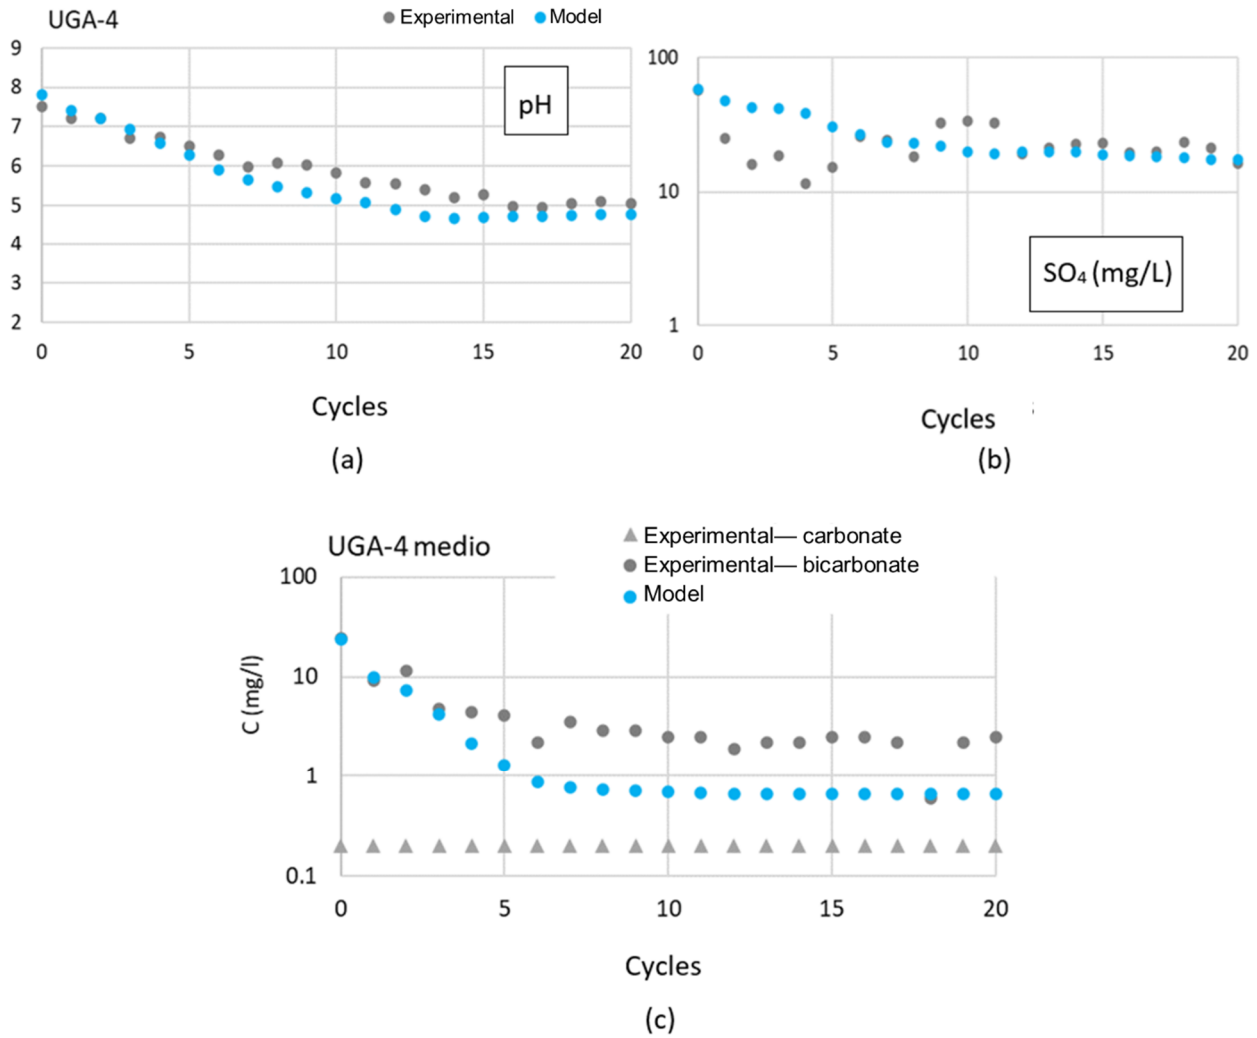 UGA-4
Experimental Model
9
8
7
6
5
4
3
2
pH
0 5 10 15 20
Cycles
(a)
100
10
1
SO₄ (mg/L)
0 5 10 15 20
Cycles
(b)
UGA-4 medio
Experimental— carbonate
Experimental— bicarbonate
Model
C (mg/l)
100
10
1
0.1
0 5 10 15 20
Cycles
(c)